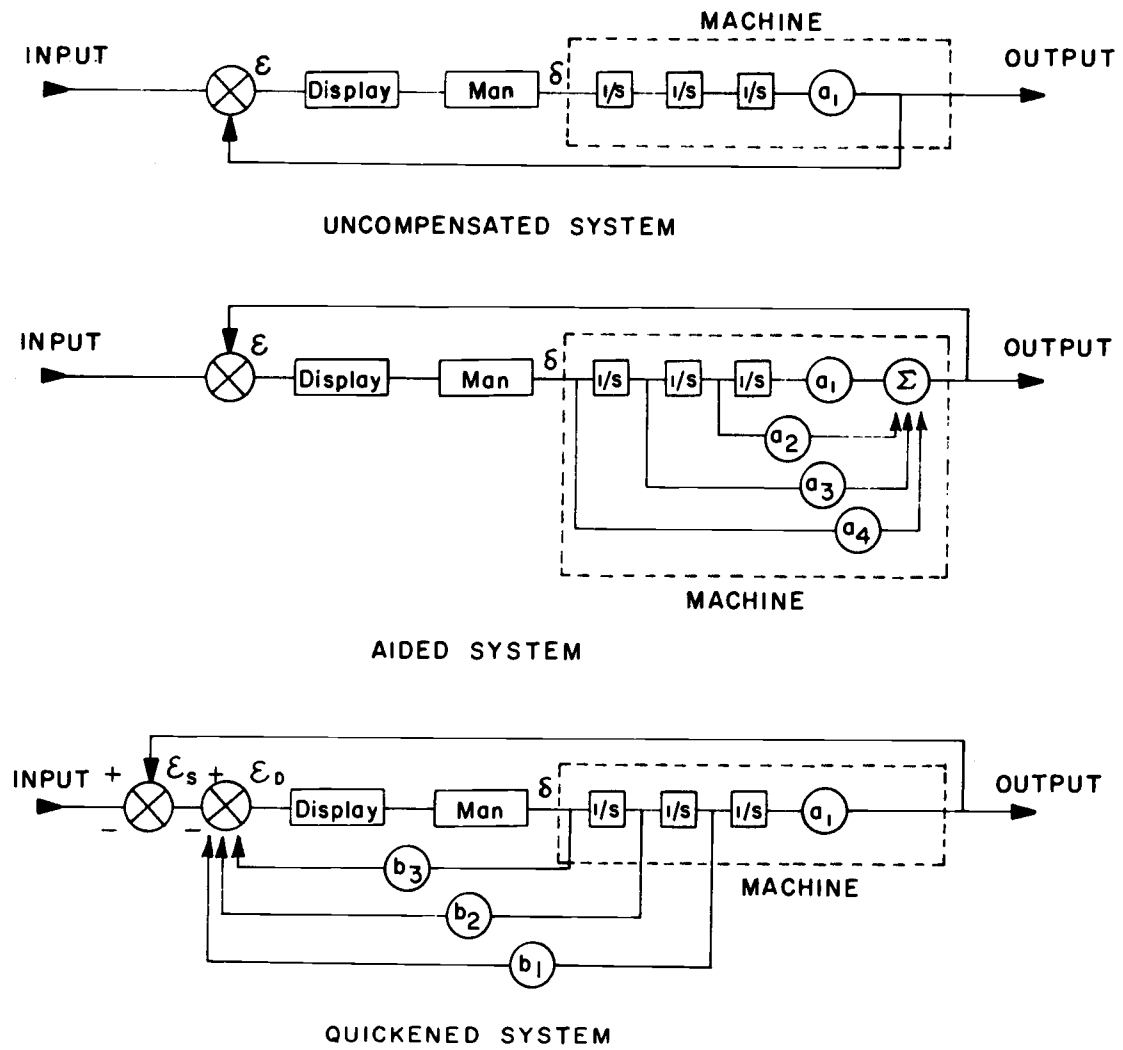 MACHINE
INPUT
ε
Display
Man
δ
1/S
1/S
1/S
a1
OUTPUT
UNCOMPENSATED SYSTEM
INPUT
ε
Display
Man
δ
1/S
1/S
1/S
a1
Σ
OUTPUT
a2
a3
a4
MACHINE
AIDED SYSTEM
INPUT
+
−
εS
+
−
εD
Display
Man
δ
1/S
1/S
1/S
a1
OUTPUT
b3
MACHINE
b2
b1
QUICKENED SYSTEM